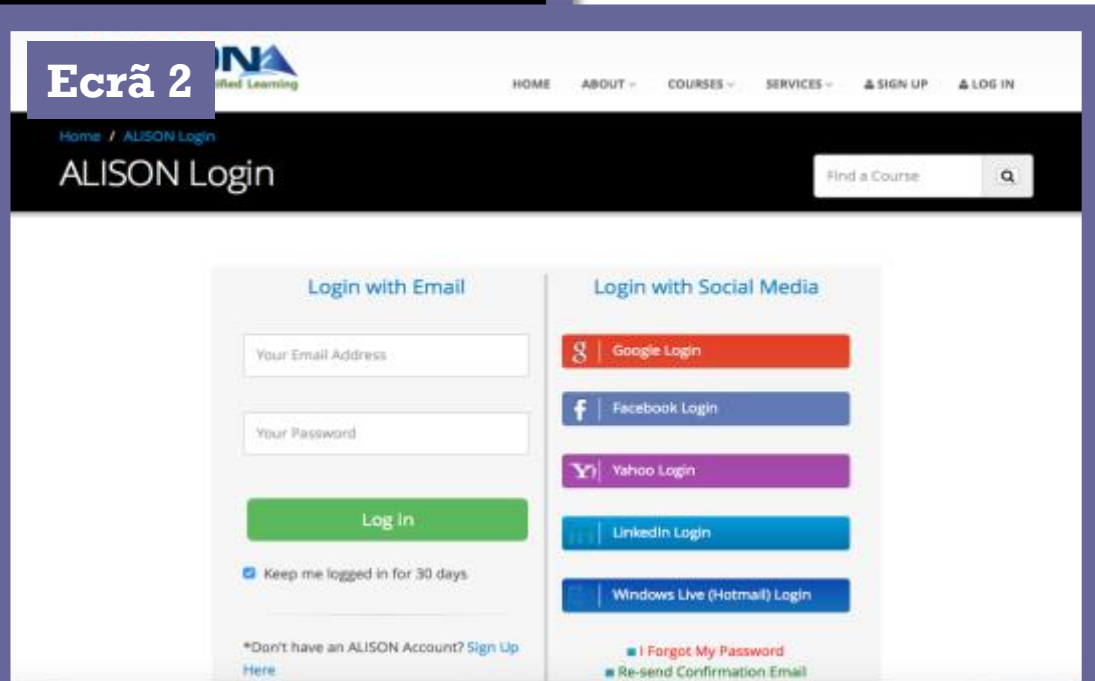 Ecrã 2
HOME ABOUT COURSES SERVICES SIGN UP LOG IN
Home / ALISON Login
ALISON Login
Find a Course
Login with Email
Login with Social Media
Your Email Address
Google Login
Facebook Login
Your Password
Yahoo Login
Log In
LinkedIn Login
Keep me logged in for 30 days
Windows Live (Hotmail) Login
*Don't have an ALISON Account? Sign Up
Here
I Forgot My Password
Re-send Confirmation Email